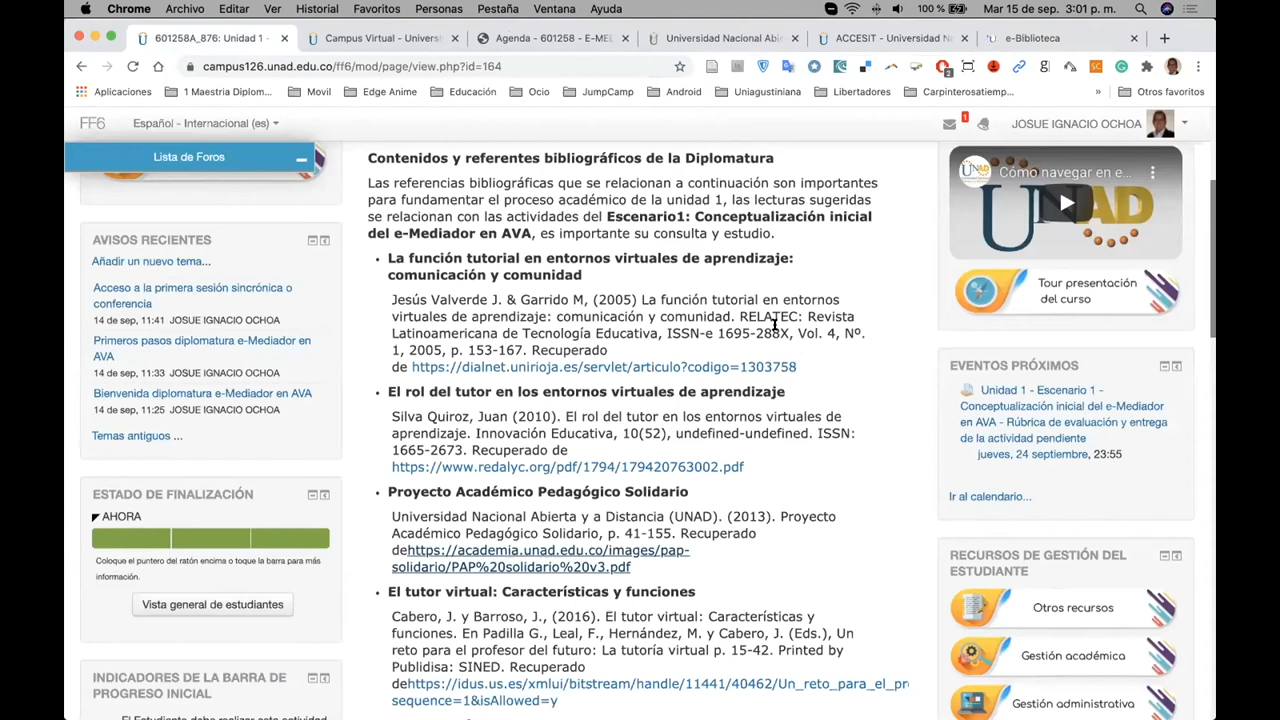 Chrome Archivo Editar Ver Historial Favoritos Personas Pestaña Ventana Ayuda 100 % Mar 15 de sep. 3:01 p. m.
601258A_876: Unidad 1 - Campus Virtual - Univers Agenda - 601258 - E-MED Universidad Nacional Abie ACCESIT - Universidad N e-Biblioteca
campus126.unad.edu.co/ff6/mod/page/view.php?id=164
Aplicaciones 1 Maestria Diplom... Movil Edge Anime Educación Ocio JumpCamp Android Uniagustiniana Libertadores Carpinterosatiemp... » Otros favoritos
FF6 Español - Internacional (es) 1 JOSUE IGNACIO OCHOA
Lista de Foros
AVISOS RECIENTES
Añadir un nuevo tema...
Acceso a la primera sesión sincrónica o
conferencia
14 de sep, 11:41 JOSUE IGNACIO OCHOA
Primeros pasos diplomatura e-Mediador en
AVA
14 de sep, 11:33 JOSUE IGNACIO OCHOA
Bienvenida diplomatura e-Mediador en AVA
14 de sep, 11:25 JOSUE IGNACIO OCHOA
Temas antiguos ...
ESTADO DE FINALIZACIÓN
AHORA
Coloque el puntero del ratón encima o toque la barra para más
información.
Vista general de estudiantes
INDICADORES DE LA BARRA DE
PROGRESO INICIAL
El Estudiante debe realizar esta actividad
Contenidos y referentes bibliográficos de la Diplomatura
Las referencias bibliográficas que se relacionan a continuación son importantes
para fundamentar el proceso académico de la unidad 1, las lecturas sugeridas
se relacionan con las actividades del Escenario1: Conceptualización inicial
del e-Mediador en AVA, es importante su consulta y estudio.
• La función tutorial en entornos virtuales de aprendizaje:
comunicación y comunidad
Jesús Valverde J. & Garrido M, (2005) La función tutorial en entornos
virtuales de aprendizaje: comunicación y comunidad. RELATEC: Revista
Latinoamericana de Tecnología Educativa, ISSN-e 1695-288X, Vol. 4, Nº.
1, 2005, p. 153-167. Recuperado
de https://dialnet.unirioja.es/servlet/articulo?codigo=1303758
• El rol del tutor en los entornos virtuales de aprendizaje
Silva Quiroz, Juan (2010). El rol del tutor en los entornos virtuales de
aprendizaje. Innovación Educativa, 10(52), undefined-undefined. ISSN:
1665-2673. Recuperado de
https://www.redalyc.org/pdf/1794/179420763002.pdf
• Proyecto Académico Pedagógico Solidario
Universidad Nacional Abierta y a Distancia (UNAD). (2013). Proyecto
Académico Pedagógico Solidario, p. 41-155. Recuperado
dehttps://academia.unad.edu.co/images/pap-
solidario/PAP%20solidario%20v3.pdf
• El tutor virtual: Características y funciones
Cabero, J. y Barroso, J., (2016). El tutor virtual: Características y
funciones. En Padilla G., Leal, F., Hernández, M. y Cabero, J. (Eds.), Un
reto para el profesor del futuro: La tutoría virtual p. 15-42. Printed by
Publidisa: SINED. Recuperado
dehttps://idus.us.es/xmlui/bitstream/handle/11441/40462/Un_reto_para_el_pr
sequence=1&isAllowed=y
UNAD Cómo navegar en e...
UNAD
Tour presentación
del curso
EVENTOS PRÓXIMOS
Unidad 1 - Escenario 1 -
Conceptualización inicial del e-Mediador
en AVA - Rúbrica de evaluación y entrega
de la actividad pendiente
jueves, 24 septiembre, 23:55
Ir al calendario...
RECURSOS DE GESTIÓN DEL
ESTUDIANTE
Otros recursos
Gestión académica
Gestión administrativa